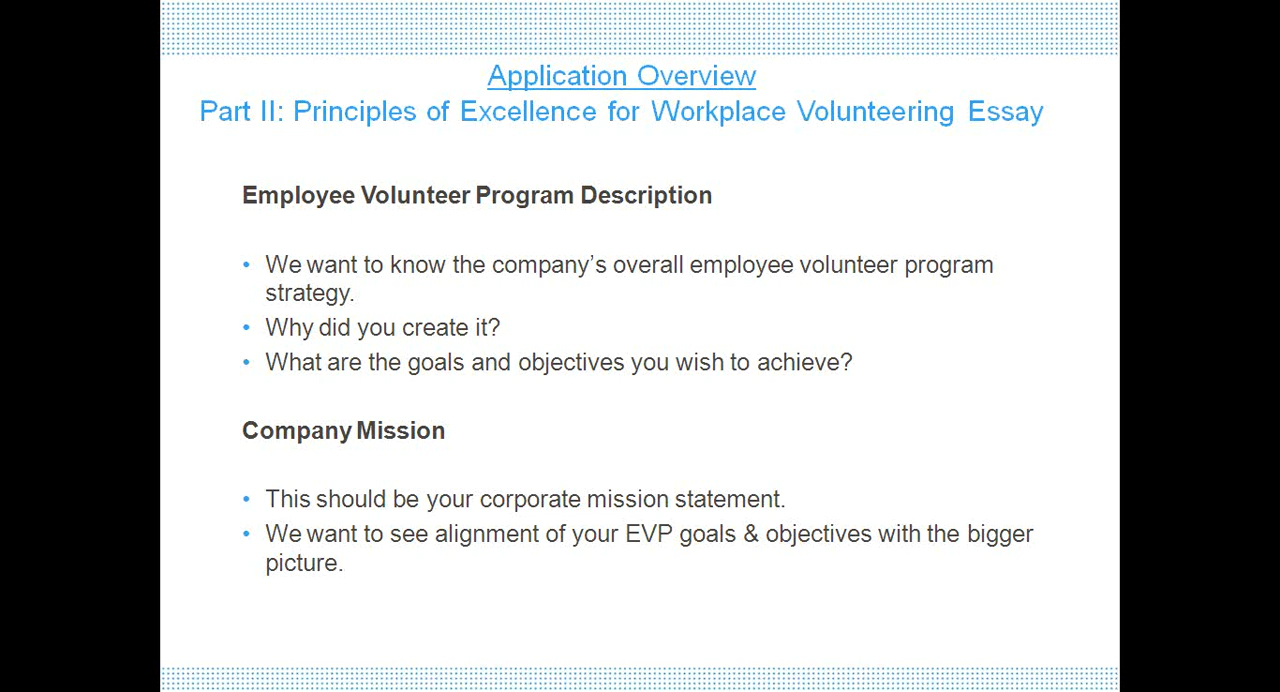 Application Overview
Part II: Principles of Excellence for Workplace Volunteering Essay
Employee Volunteer Program Description
• We want to know the company’s overall employee volunteer program
strategy.
• Why did you create it?
• What are the goals and objectives you wish to achieve?
Company Mission
• This should be your corporate mission statement.
• We want to see alignment of your EVP goals & objectives with the bigger
picture.